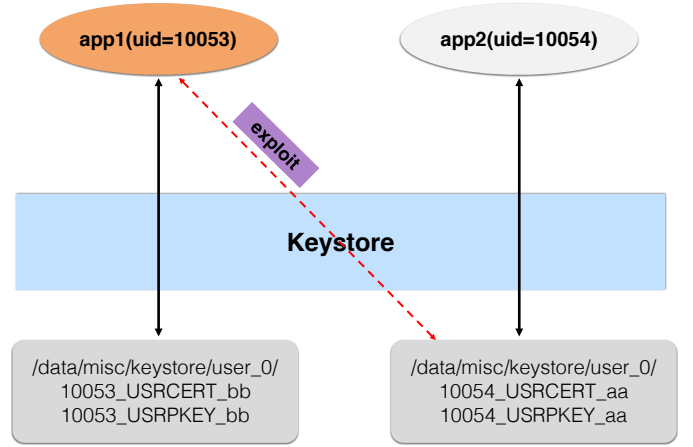 app1(uid=10053)
app2(uid=10054)
exploit
Keystore
/data/misc/keystore/user_0/
10053_USRCERT_bb
10053_USRPKEY_bb
/data/misc/keystore/user_0/
10054_USRCERT_aa
10054_USRPKEY_aa